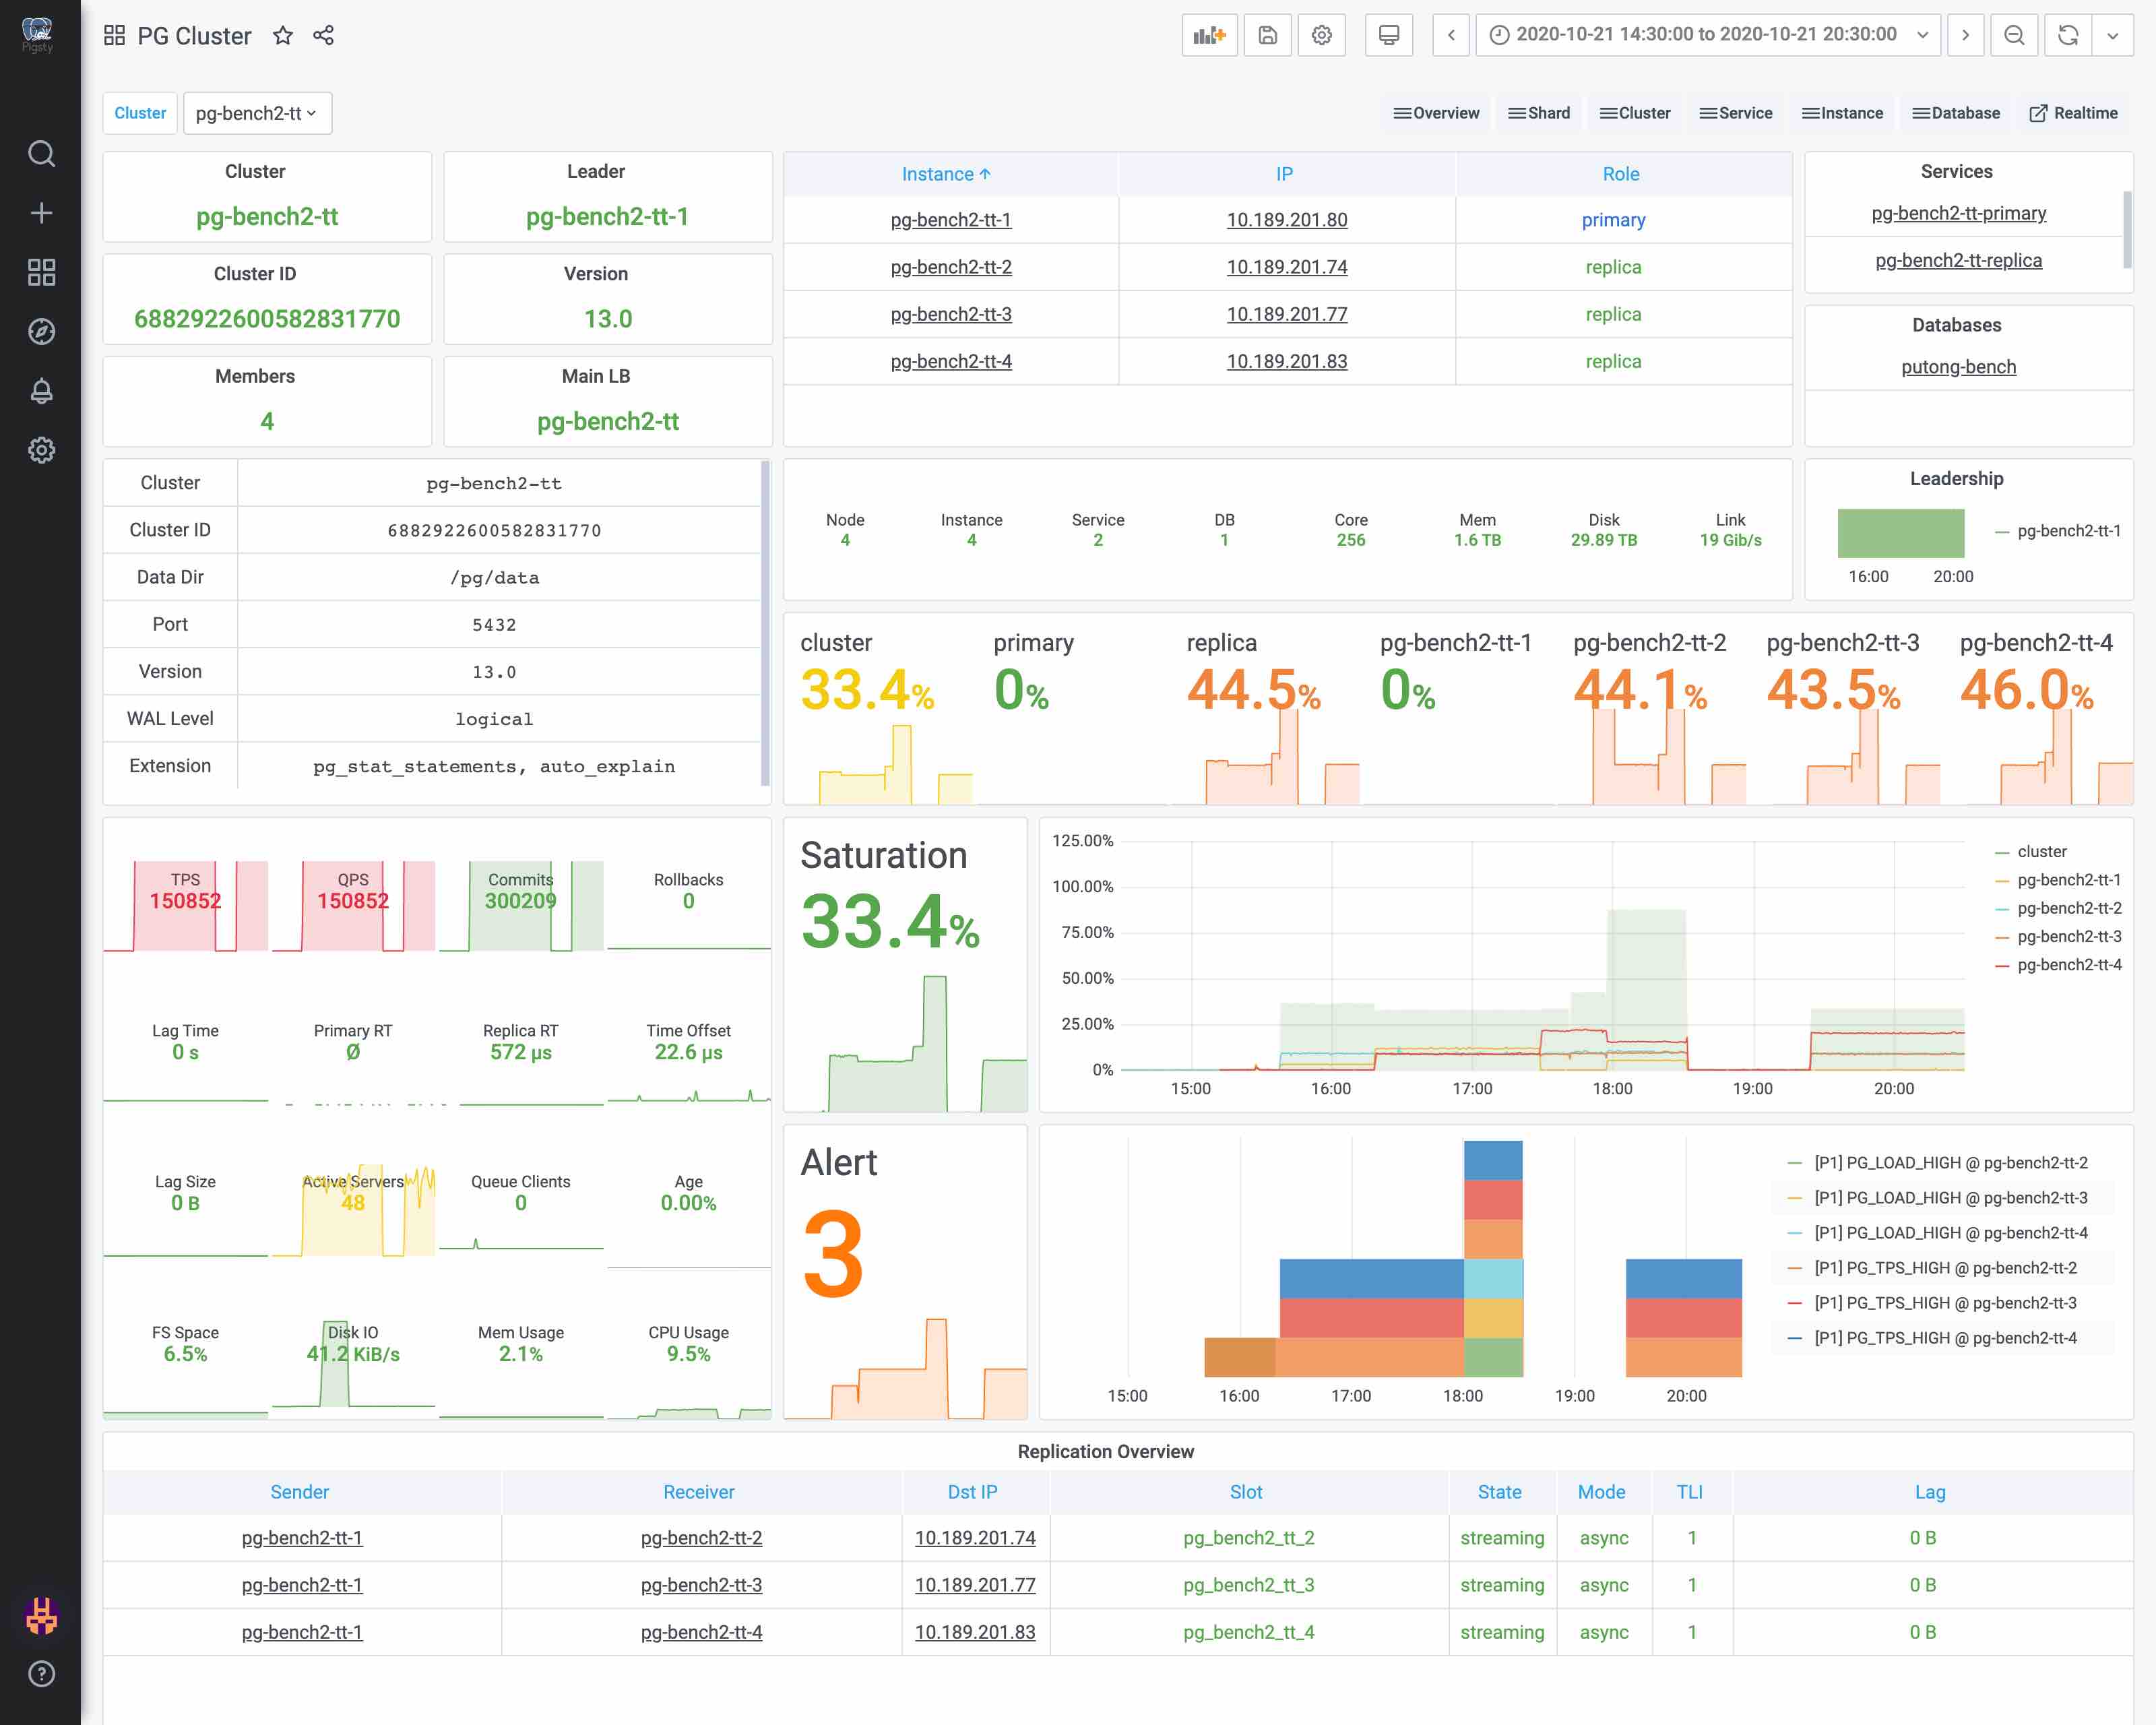 Pigsty
PG Cluster
2020-10-21 14:30:00 to 2020-10-21 20:30:00
Cluster pg-bench2-tt
Overview Shard Cluster Service Instance Database Realtime
Cluster
pg-bench2-tt
Leader
pg-bench2-tt-1
Cluster ID
6882922600582831770
Version
13.0
Members
4
Main LB
pg-bench2-tt
Instance IP Role
pg-bench2-tt-1 10.189.201.80 primary
pg-bench2-tt-2 10.189.201.74 replica
pg-bench2-tt-3 10.189.201.77 replica
pg-bench2-tt-4 10.189.201.83 replica
Services
pg-bench2-tt-primary
pg-bench2-tt-replica
Databases
putong-bench
Cluster pg-bench2-tt
Cluster ID 6882922600582831770
Data Dir /pg/data
Port 5432
Version 13.0
WAL Level logical
Extension pg_stat_statements, auto_explain
Node Instance Service DB Core Mem Disk Link
4 4 2 1 256 1.6 TB 29.89 TB 19 Gib/s
Leadership
pg-bench2-tt-1
16:00 20:00
cluster primary replica pg-bench2-tt-1 pg-bench2-tt-2 pg-bench2-tt-3 pg-bench2-tt-4
33.4% 0% 44.5% 0% 44.1% 43.5% 46.0%
TPS QPS Commits Rollbacks
150852 150852 300209 0
Lag Time Primary RT Replica RT Time Offset
0 s Ø 572 µs 22.6 µs
Lag Size Active Servers Queue Clients Age
0 B 48 0 0.00%
FS Space Disk IO Mem Usage CPU Usage
6.5% 41.2 KiB/s 2.1% 9.5%
Saturation
33.4%
125.00%
100.00%
75.00%
50.00%
25.00%
0%
15:00 16:00 17:00 18:00 19:00 20:00
cluster
pg-bench2-tt-1
pg-bench2-tt-2
pg-bench2-tt-3
pg-bench2-tt-4
Alert
3
15:00 16:00 17:00 18:00 19:00 20:00
[P1] PG_LOAD_HIGH @ pg-bench2-tt-2
[P1] PG_LOAD_HIGH @ pg-bench2-tt-3
[P1] PG_LOAD_HIGH @ pg-bench2-tt-4
[P1] PG_TPS_HIGH @ pg-bench2-tt-2
[P1] PG_TPS_HIGH @ pg-bench2-tt-3
[P1] PG_TPS_HIGH @ pg-bench2-tt-4
Replication Overview
Sender Receiver Dst IP Slot State Mode TLI Lag
pg-bench2-tt-1 pg-bench2-tt-2 10.189.201.74 pg_bench2_tt_2 streaming async 1 0 B
pg-bench2-tt-1 pg-bench2-tt-3 10.189.201.77 pg_bench2_tt_3 streaming async 1 0 B
pg-bench2-tt-1 pg-bench2-tt-4 10.189.201.83 pg_bench2_tt_4 streaming async 1 0 B